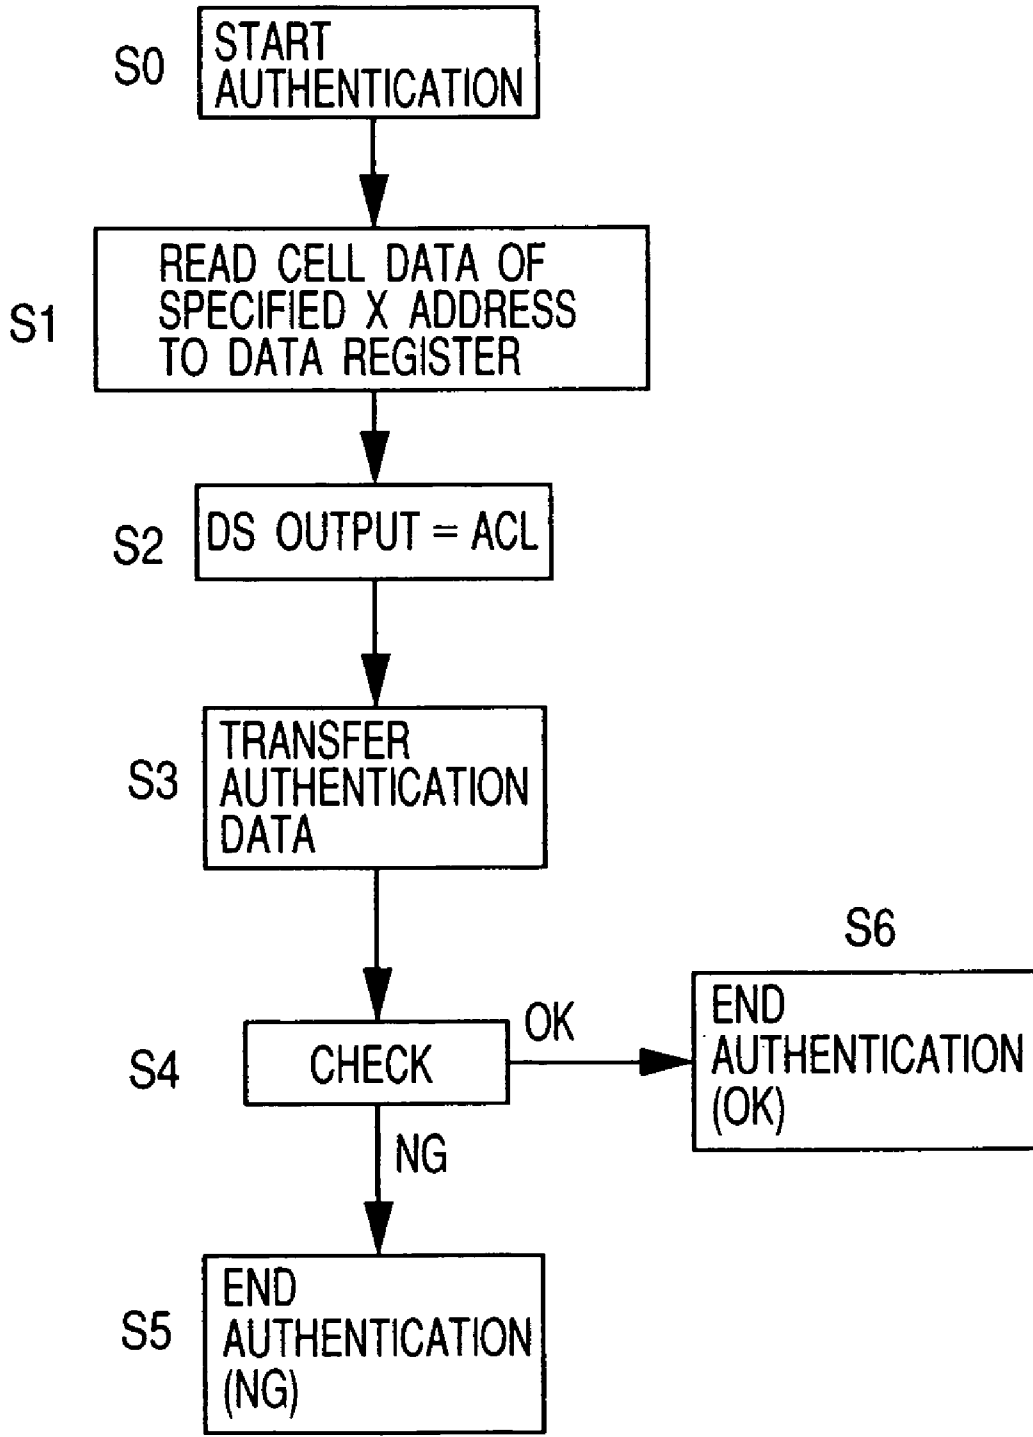 S0
START
AUTHENTICATION
S1
READ CELL DATA OF
SPECIFIED X ADDRESS
TO DATA REGISTER
S2
DS OUTPUT = ACL
S3
TRANSFER
AUTHENTICATION
DATA
S4
CHECK
OK
S6
END
AUTHENTICATION
(OK)
NG
S5
END
AUTHENTICATION
(NG)